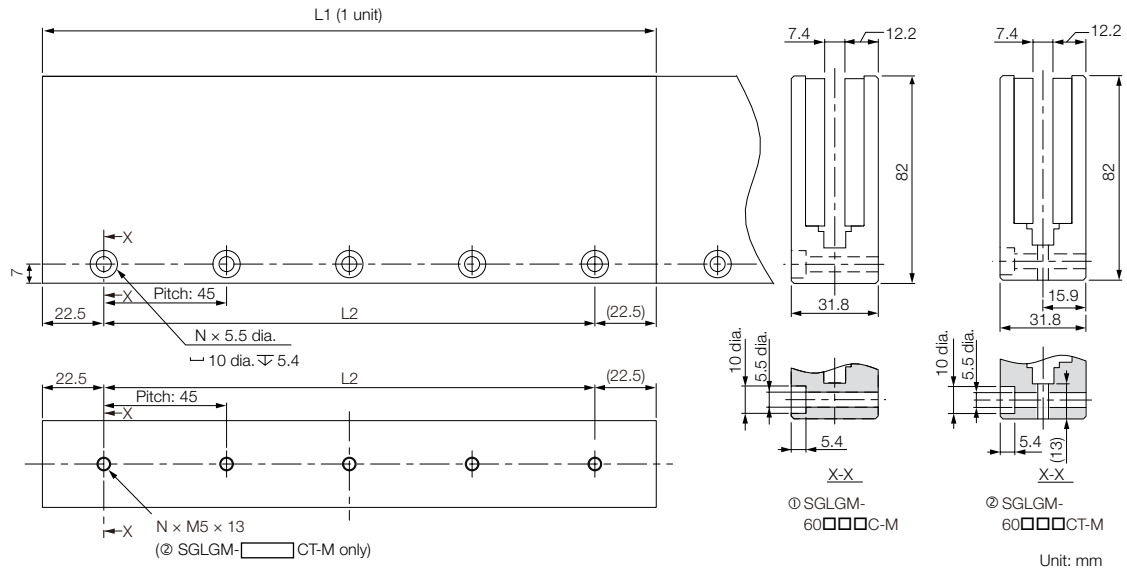 L1 (1 unit)
7.4
12.2
7.4
12.2
82
82
X
7
X
Pitch: 45
22.5
L2
(22.5)
N × 5.5 dia.
⌴ 10 dia. ↧ 5.4
31.8
15.9
31.8
22.5
L2
(22.5)
Pitch: 45
X
X
N × M5 × 13
(② SGLGM- CT-M only)
10 dia.
5.5 dia.
5.4
X-X
① SGLGM-
60□□□C-M
10 dia.
5.5 dia.
5.4
(13)
X-X
② SGLGM-
60□□□CT-M
Unit: mm